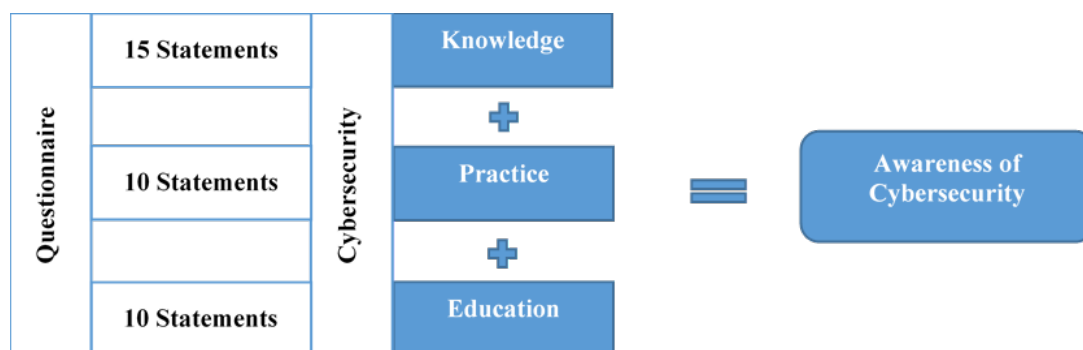 Questionnaire
15 Statements
Cybersecurity
Knowledge
10 Statements
Practice
10 Statements
Education
Awareness of
Cybersecurity